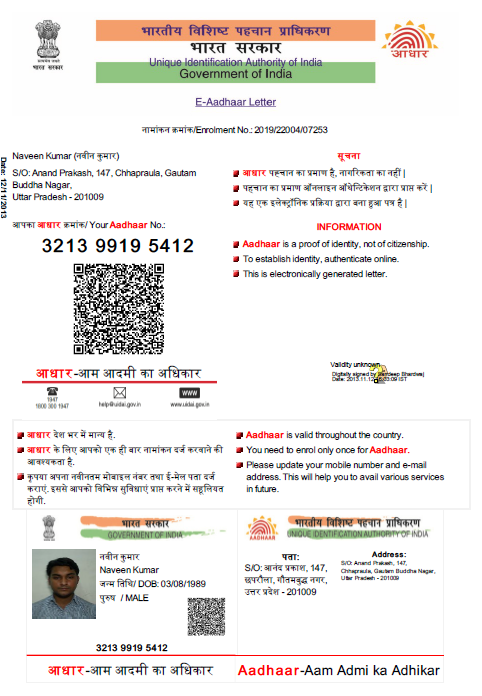 भारतीय विशिष्ट पहचान प्राधिकरण
भारत सरकार
Unique Identification Authority of India
Government of India
भारत सरकार
आधार
E-Aadhaar Letter
नामांकन क्रमांक/Enrolment No.: 2019/22004/07253
Date: 12/11/2013
Naveen Kumar (नवीन कुमार)
S/O: Anand Prakash, 147, Chhapraula, Gautam
Buddha Nagar,
Uttar Pradesh - 201009
आपका आधार क्रमांक/ Your Aadhaar No.:
3213 9919 5412
आधार-आम आदमी का अधिकार
1947
1800 300 1947
help@uidai.gov.in
www
www.uidai.gov.in
सूचना
आधार पहचान का प्रमाण है, नागरिकता का नहीं |
पहचान का प्रमाण ऑनलाइन ऑथेन्टिकेशन द्वारा प्राप्त करें |
यह एक इलेक्ट्रॉनिक प्रक्रिया द्वारा बना हुआ पत्र है |
INFORMATION
Aadhaar is a proof of identity, not of citizenship.
To establish identity, authenticate online.
This is electronically generated letter.
Validity unknown
Digitally signed by Sandeep Bhardwaj
Date: 2013.11.12 IST
आधार देश भर में मान्य है.
आधार के लिए आपको एक ही बार नामांकन दर्ज करवाने की
आवश्यकता है.
कृपया अपना नवीनतम मोबाइल नंबर तथा ई-मेल पता दर्ज
कराएं. इससे आपको विभिन्न सुविधाएं प्राप्त करने में सहूलियत
होगी.
Aadhaar is valid throughout the country.
You need to enrol only once for Aadhaar.
Please update your mobile number and e-mail
address. This will help you to avail various services
in future.
भारत सरकार
GOVERNMENT OF INDIA
नवीन कुमार
Naveen Kumar
जन्म तिथि/ DOB: 03/08/1989
पुरुष / MALE
3213 9919 5412
आधार-आम आदमी का अधिकार
भारतीय विशिष्ट पहचान प्राधिकरण
UNIQUE IDENTIFICATION AUTHORITY OF INDIA
AADHAAR
पता:
S/O: आनंद प्रकाश, 147,
छपरौला, गौतमबुद्ध नगर,
उत्तर प्रदेश - 201009
Address:
S/O: Anand Prakash, 147,
Chhapraula, Gautam Buddha Nagar,
Uttar Pradesh - 201009
Aadhaar-Aam Admi ka Adhikar